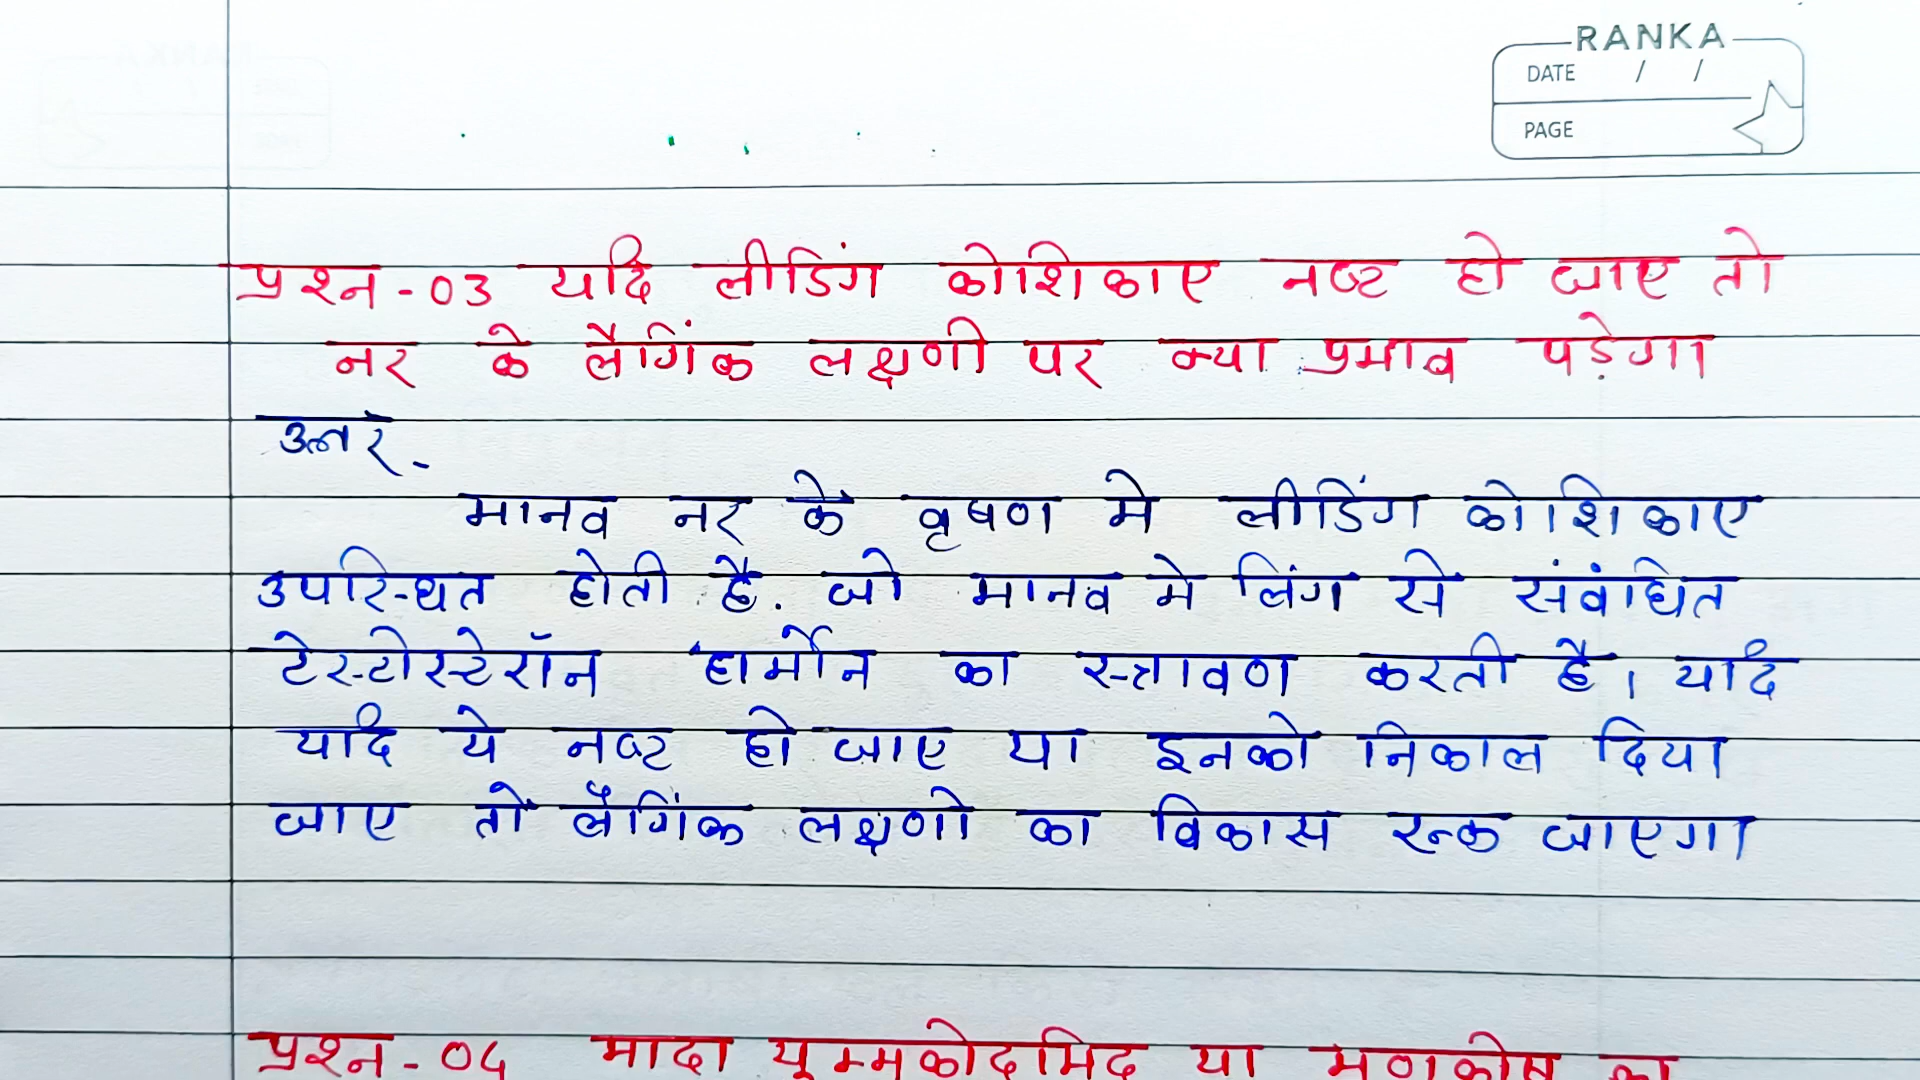 RANKA
DATE / /
PAGE
प्रश्न-03 यदि लीडिंग कोशिकाए नष्ट हो जाए तो
नर के लैगिंक लक्षणी पर क्या प्रभाव पड़ेगा
उत्तर-
मानव नर के वृषण मे लीडिंग कोशिकाए
उपस्थित होती है. जो मानव मे लिंग से संबंधित
टेस्टोस्टेरॉन हार्मोन का स्त्रावण करती है। यदि
यदि ये नष्ट हो जाए या इनको निकाल दिया
जाए तो लैगिंक लक्षणो का विकास रूक जाएगा
प्रश्न-04 मादा युग्मकोदभिद या